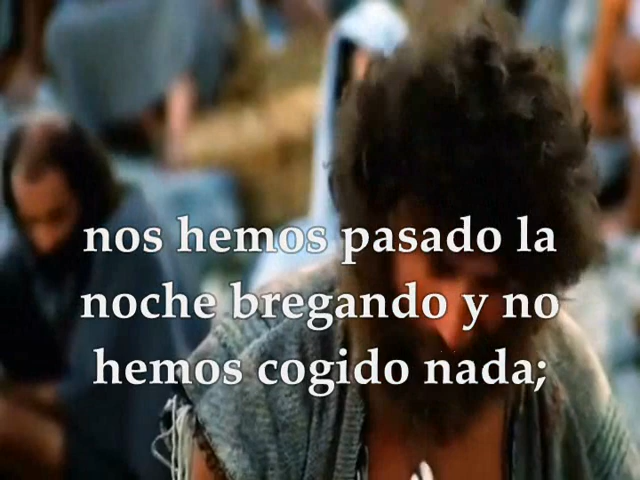 nos hemos pasado la
noche bregando y no
hemos cogido nada;